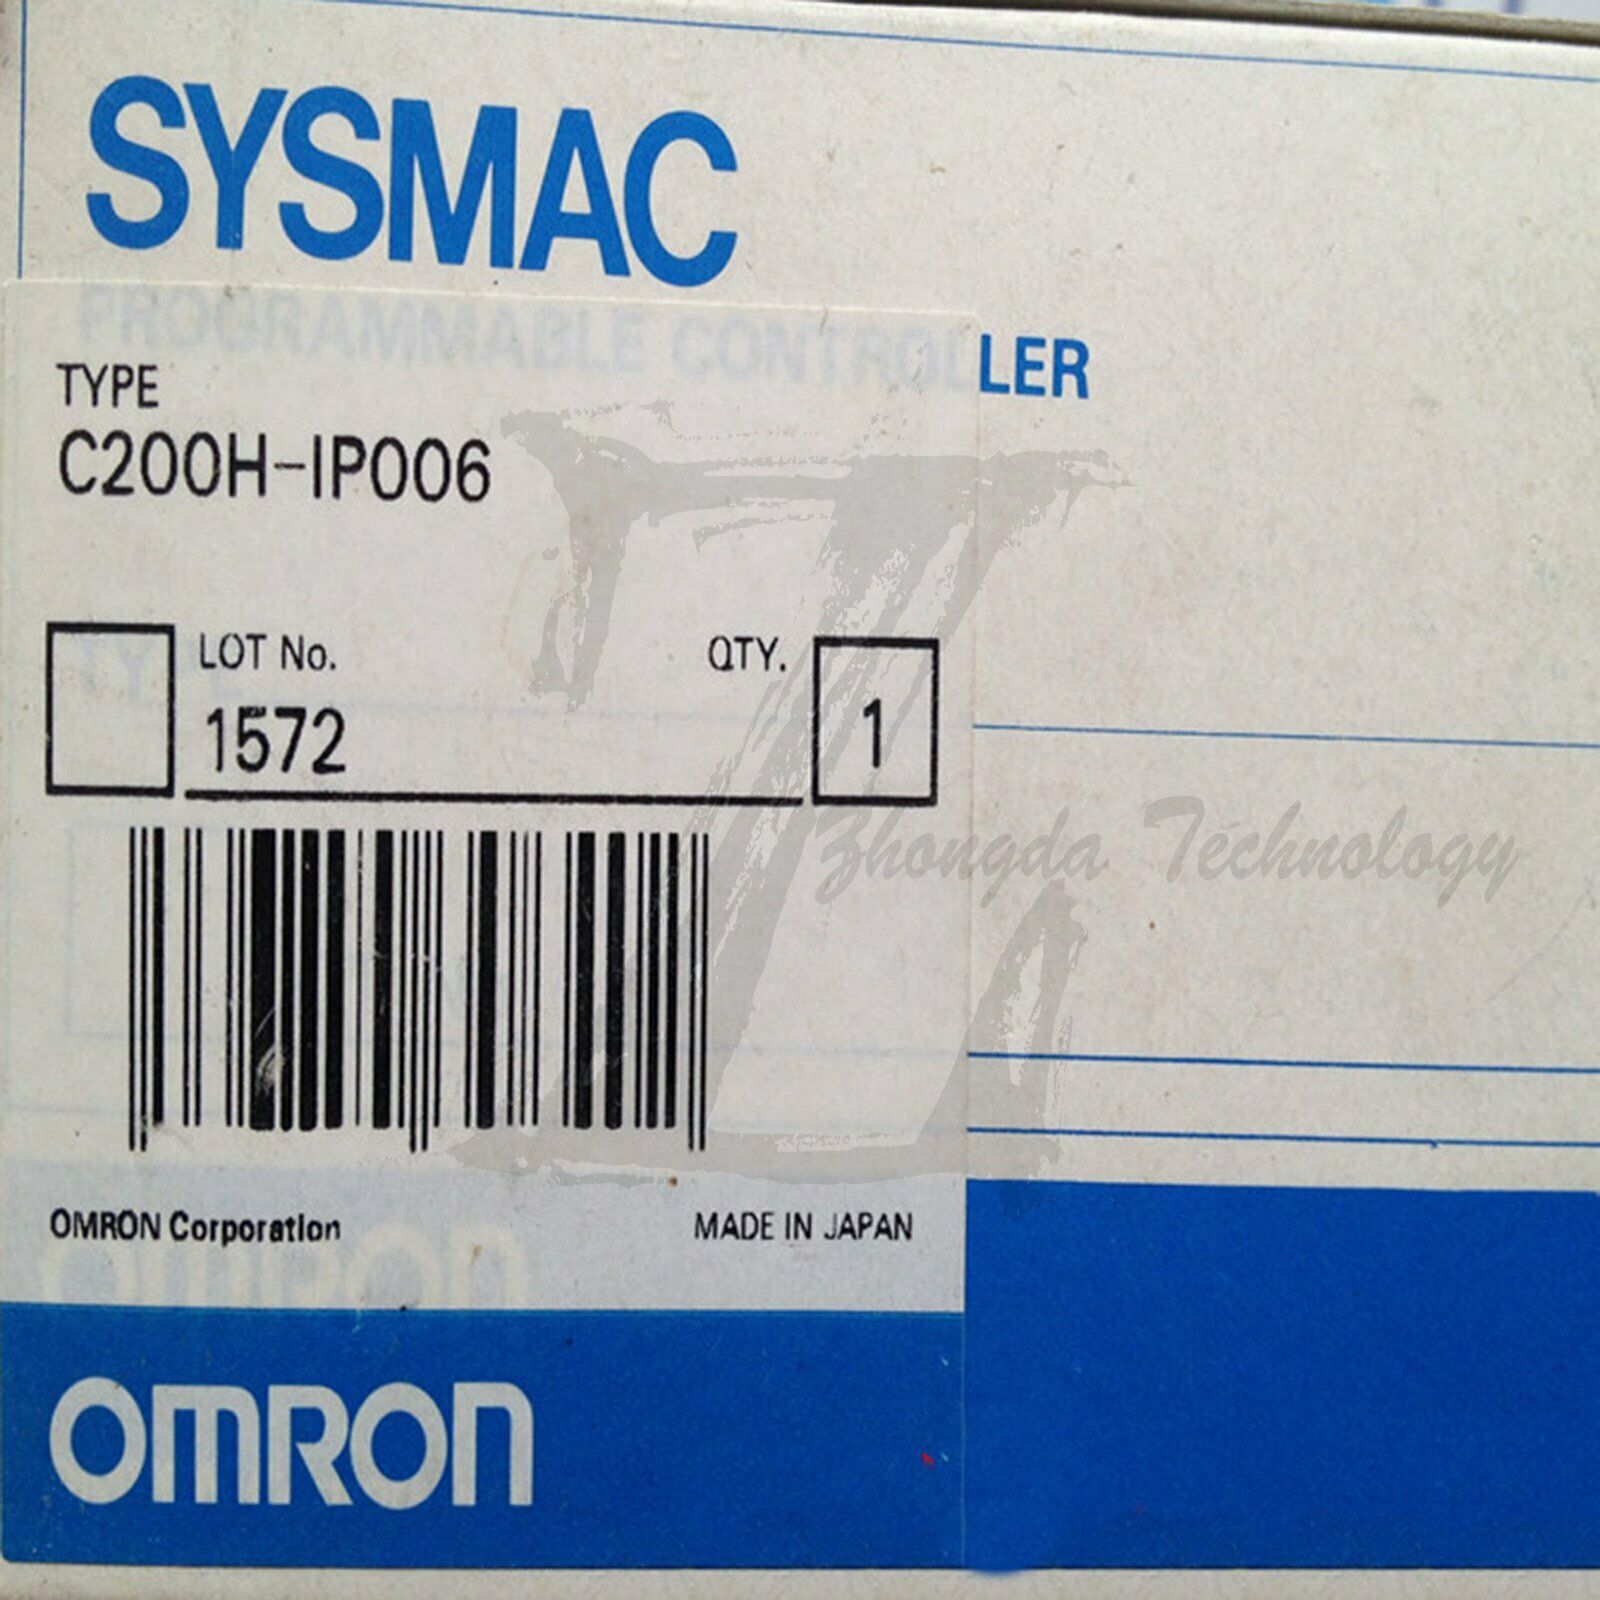 SYSMAC
PROGRAMMABLE CONTROLLER
TYPE
C200H-IP006
LOT No.
QTY.
1572
1
Zhongda Technology
OMRON Corporation
MADE IN JAPAN
OMRON
OMRON